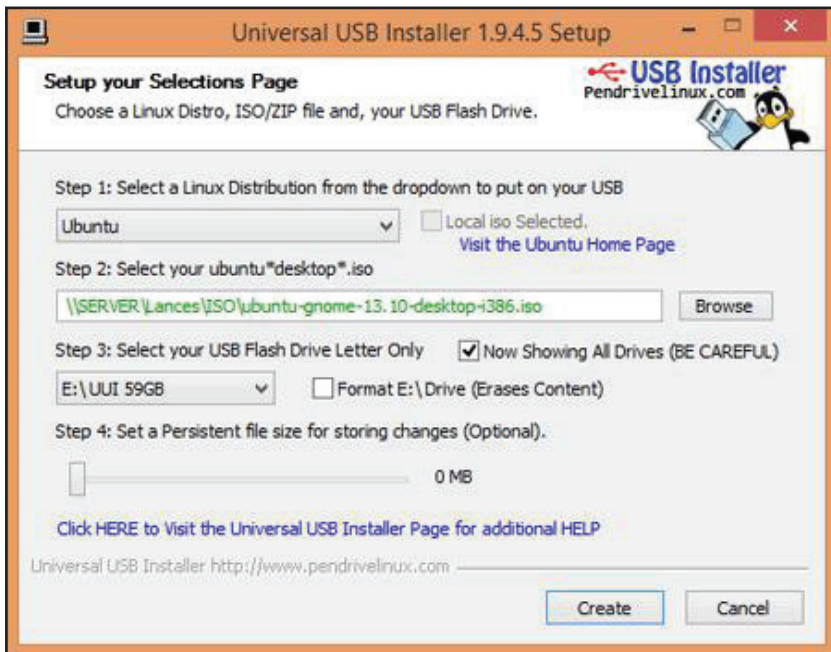 Universal USB Installer 1.9.4.5 Setup
Setup your Selections Page
Choose a Linux Distro, ISO/ZIP file and, your USB Flash Drive.
USB Installer
Pendrivelinux.com
Step 1: Select a Linux Distribution from the dropdown to put on your USB
Ubuntu
Local iso Selected.
Visit the Ubuntu Home Page
Step 2: Select your ubuntu*desktop*.iso
\\SERVER\Lances\ISO\ubuntu-gnome-13.10-desktop-i386.iso
Browse
Step 3: Select your USB Flash Drive Letter Only
Now Showing All Drives (BE CAREFUL)
E:\UUI 59GB
Format E:\Drive (Erases Content)
Step 4: Set a Persistent file size for storing changes (Optional).
0 MB
Click HERE to Visit the Universal USB Installer Page for additional HELP
Universal USB Installer http://www.pendrivelinux.com
Create
Cancel